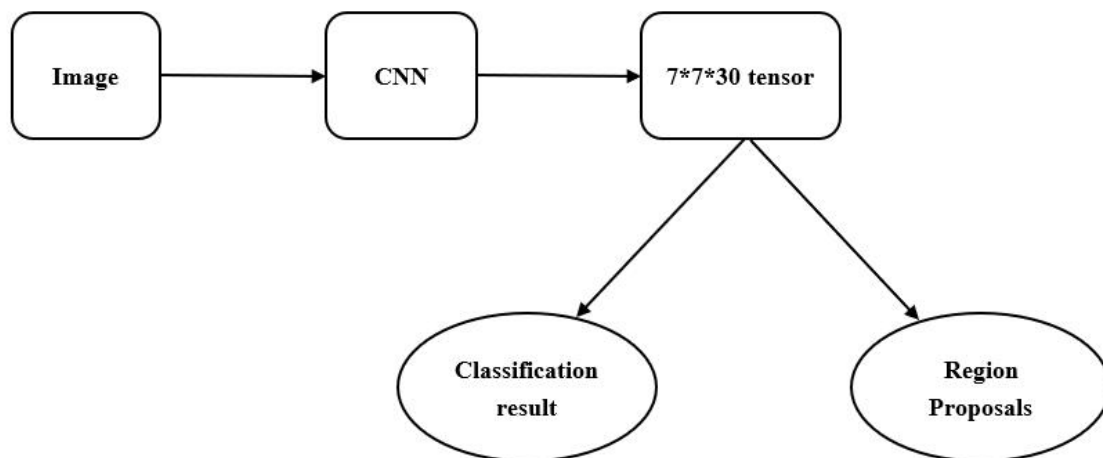 Image
CNN
7*7*30 tensor
Classification
result
Region
Proposals